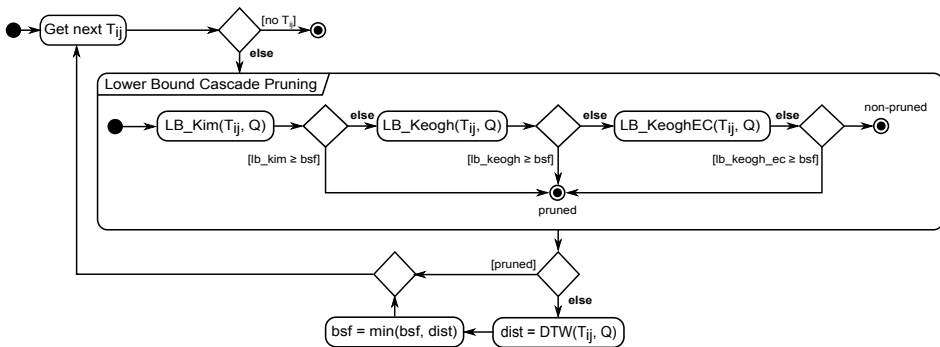 Get next Tij
[no Tij]
else
Lower Bound Cascade Pruning
LB_Kim(Tij, Q)
else
LB_Keogh(Tij, Q)
else
LB_KeoghEC(Tij, Q)
else
non-pruned
[lb_kim ≥ bsf]
[lb_keogh ≥ bsf]
[lb_keogh_ec ≥ bsf]
pruned
[pruned]
else
bsf = min(bsf, dist)
dist = DTW(Tij, Q)